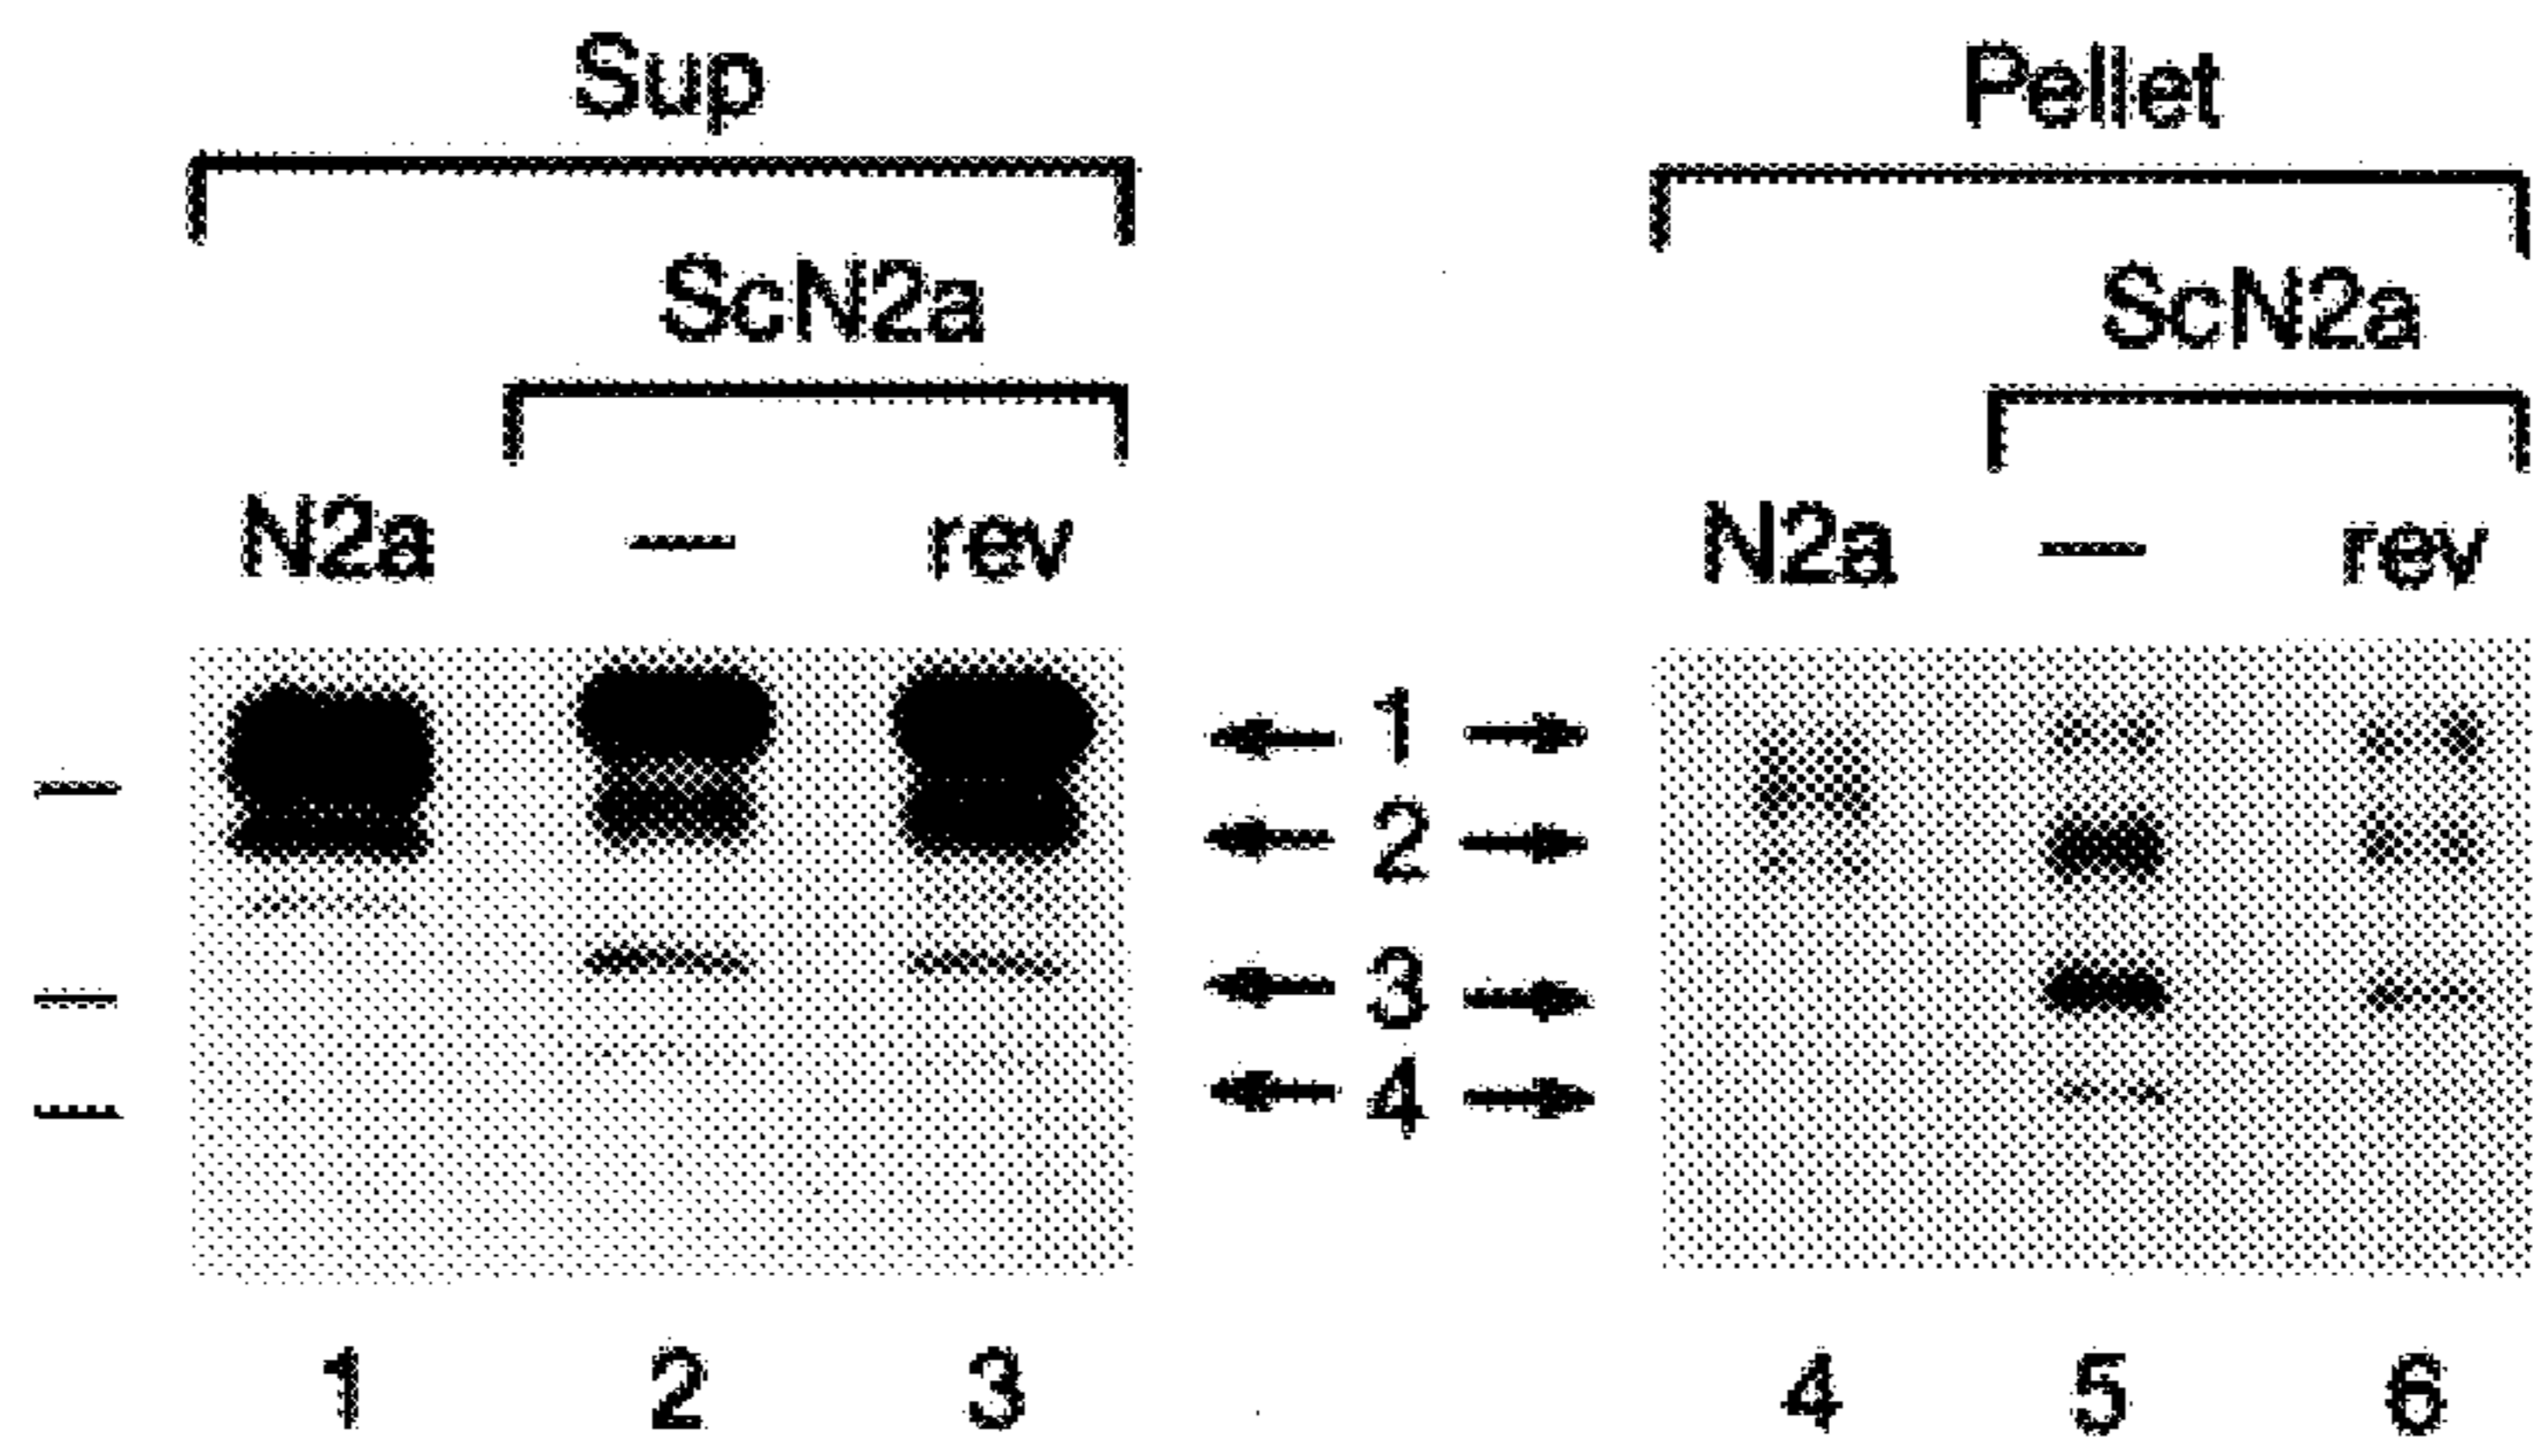 Sup Pellet
ScN2a ScN2a
N2a — rev N2a — rev
1
2
3
4
1 2 3 4 5 6